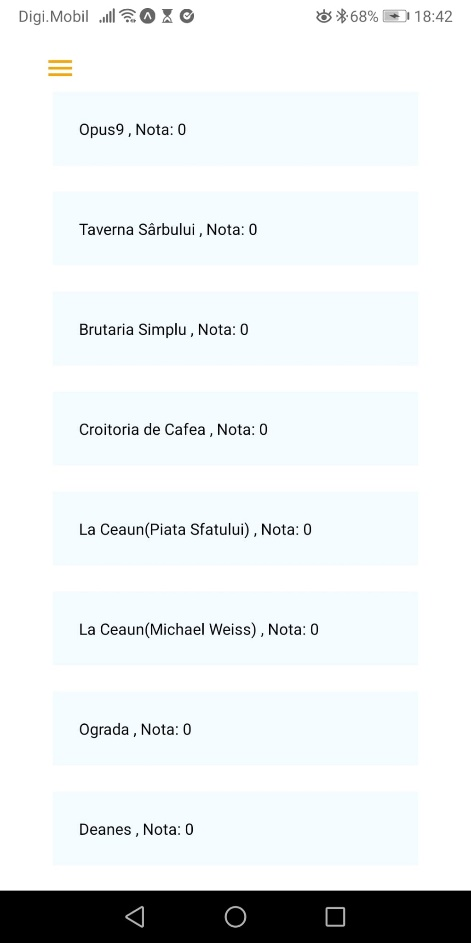 Digi.Mobil 68% 18:42
Opus9 , Nota: 0
Taverna Sârbului , Nota: 0
Brutaria Simplu , Nota: 0
Croitoria de Cafea , Nota: 0
La Ceaun(Piata Sfatului) , Nota: 0
La Ceaun(Michael Weiss) , Nota: 0
Ograda , Nota: 0
Deanes , Nota: 0